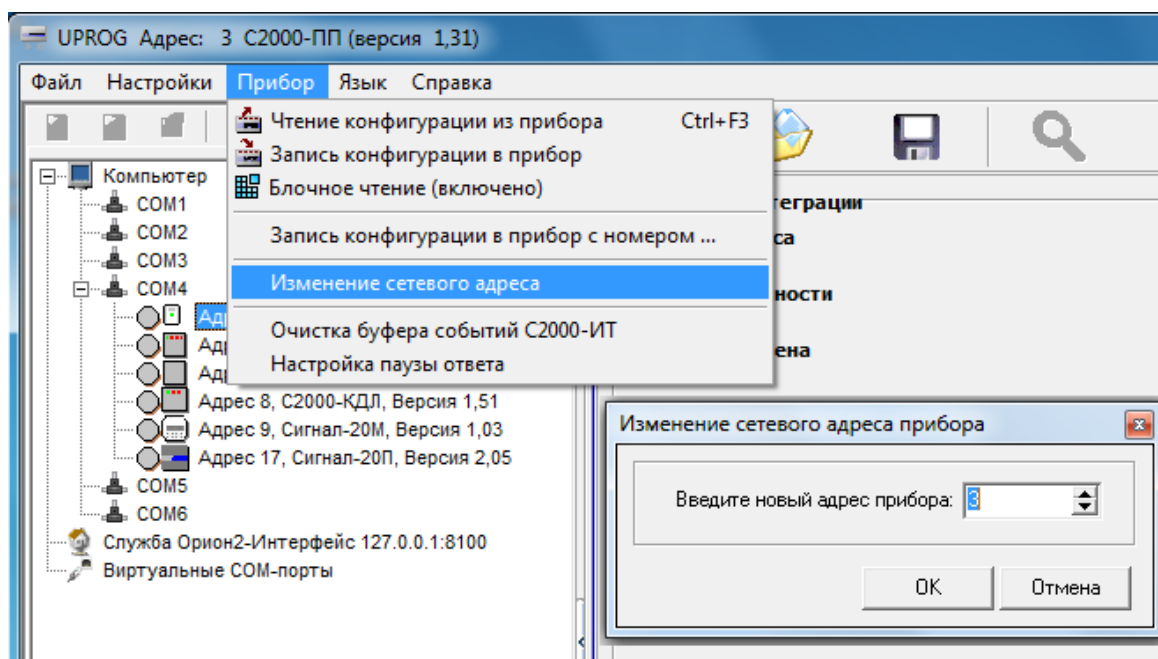 UPROG Адрес: 3 С2000-ПП (версия 1,31)
Файл Настройки Прибор Язык Справка
Чтение конфигурации из прибора Ctrl+F3
Запись конфигурации в прибор
Блочное чтение (включено)
Запись конфигурации в прибор с номером ...
Изменение сетевого адреса
Очистка буфера событий С2000-ИТ
Настройка паузы ответа
Компьютер
COM1
COM2
COM3
COM4
Адрес 8, С2000-КДЛ, Версия 1,51
Адрес 9, Сигнал-20М, Версия 1,03
Адрес 17, Сигнал-20П, Версия 2,05
COM5
COM6
Служба Орион2-Интерфейс 127.0.0.1:8100
Виртуальные COM-порты
Изменение сетевого адреса прибора
Введите новый адрес прибора: 3
OK Отмена